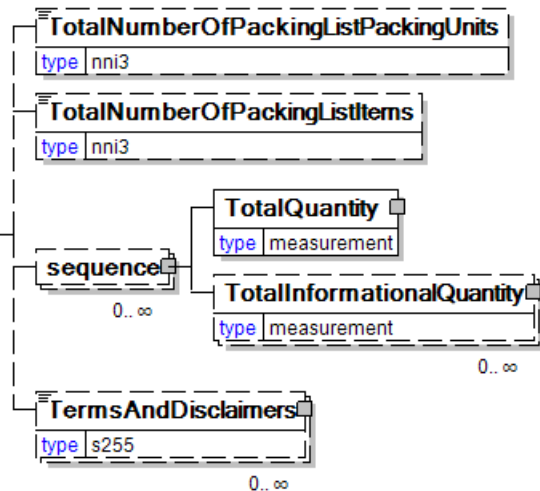 TotalNumberOfPackingListPackingUnits
type nni3
TotalNumberOfPackingListItems
type nni3
TotalQuantity
type measurement
sequence
0.. ∞
TotalInformationalQuantity
type measurement
0.. ∞
TermsAndDisclaimers
type s255
0.. ∞